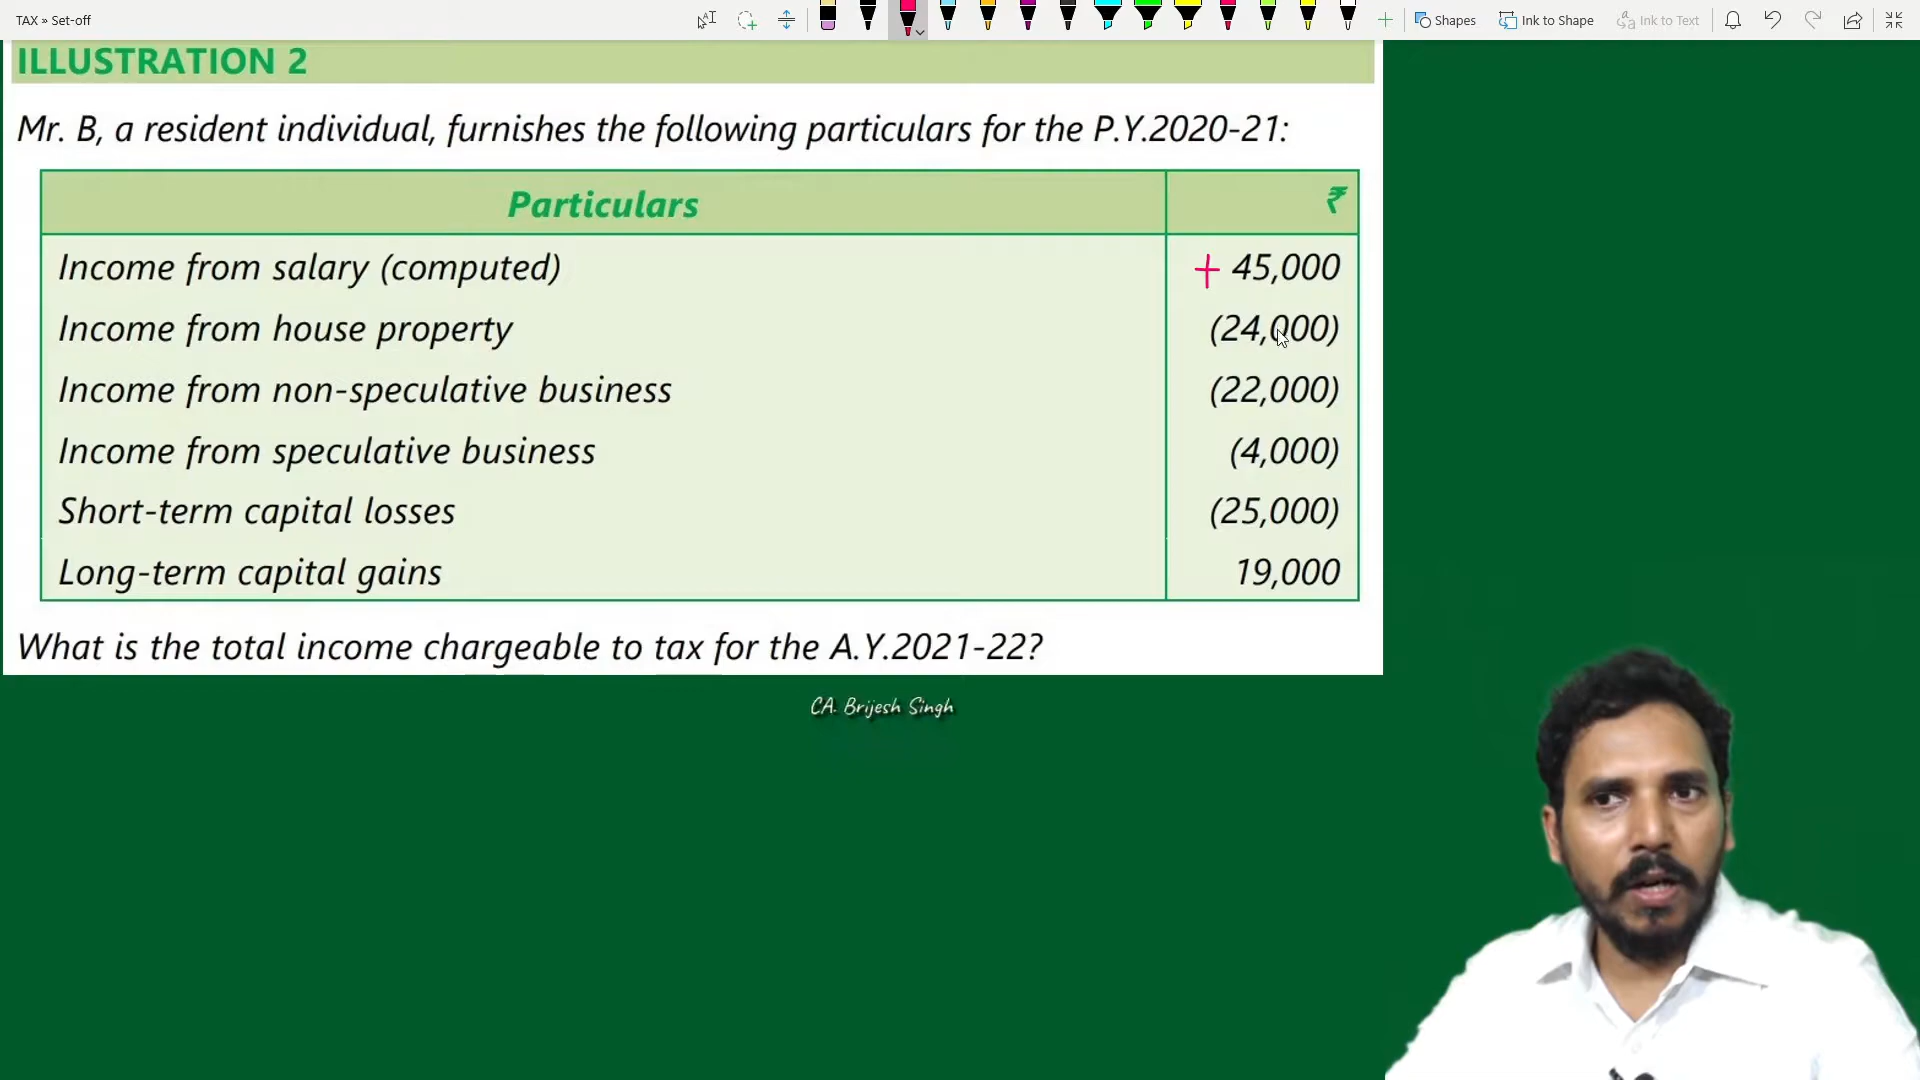 TAX » Set-off
Shapes
Ink to Shape
Ink to Text
ILLUSTRATION 2
Mr. B, a resident individual, furnishes the following particulars for the P.Y.2020-21:
Particulars ₹
Income from salary (computed) + 45,000
Income from house property (24,000)
Income from non-speculative business (22,000)
Income from speculative business (4,000)
Short-term capital losses (25,000)
Long-term capital gains 19,000
What is the total income chargeable to tax for the A.Y.2021-22?
CA. Brijesh Singh